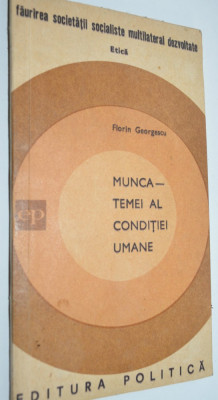 făurirea societății socialiste multilateral dezvoltate
Etică
Florin Georgescu
MUNCA—
TEMEI AL
CONDIȚIEI
UMANE
ep
EDITURA POLITICĂ